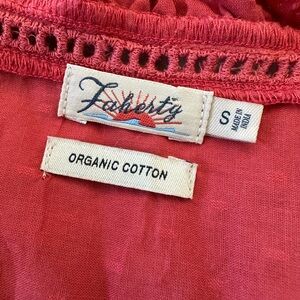 Faherty
S
MADE IN
INDIA
ORGANIC COTTON